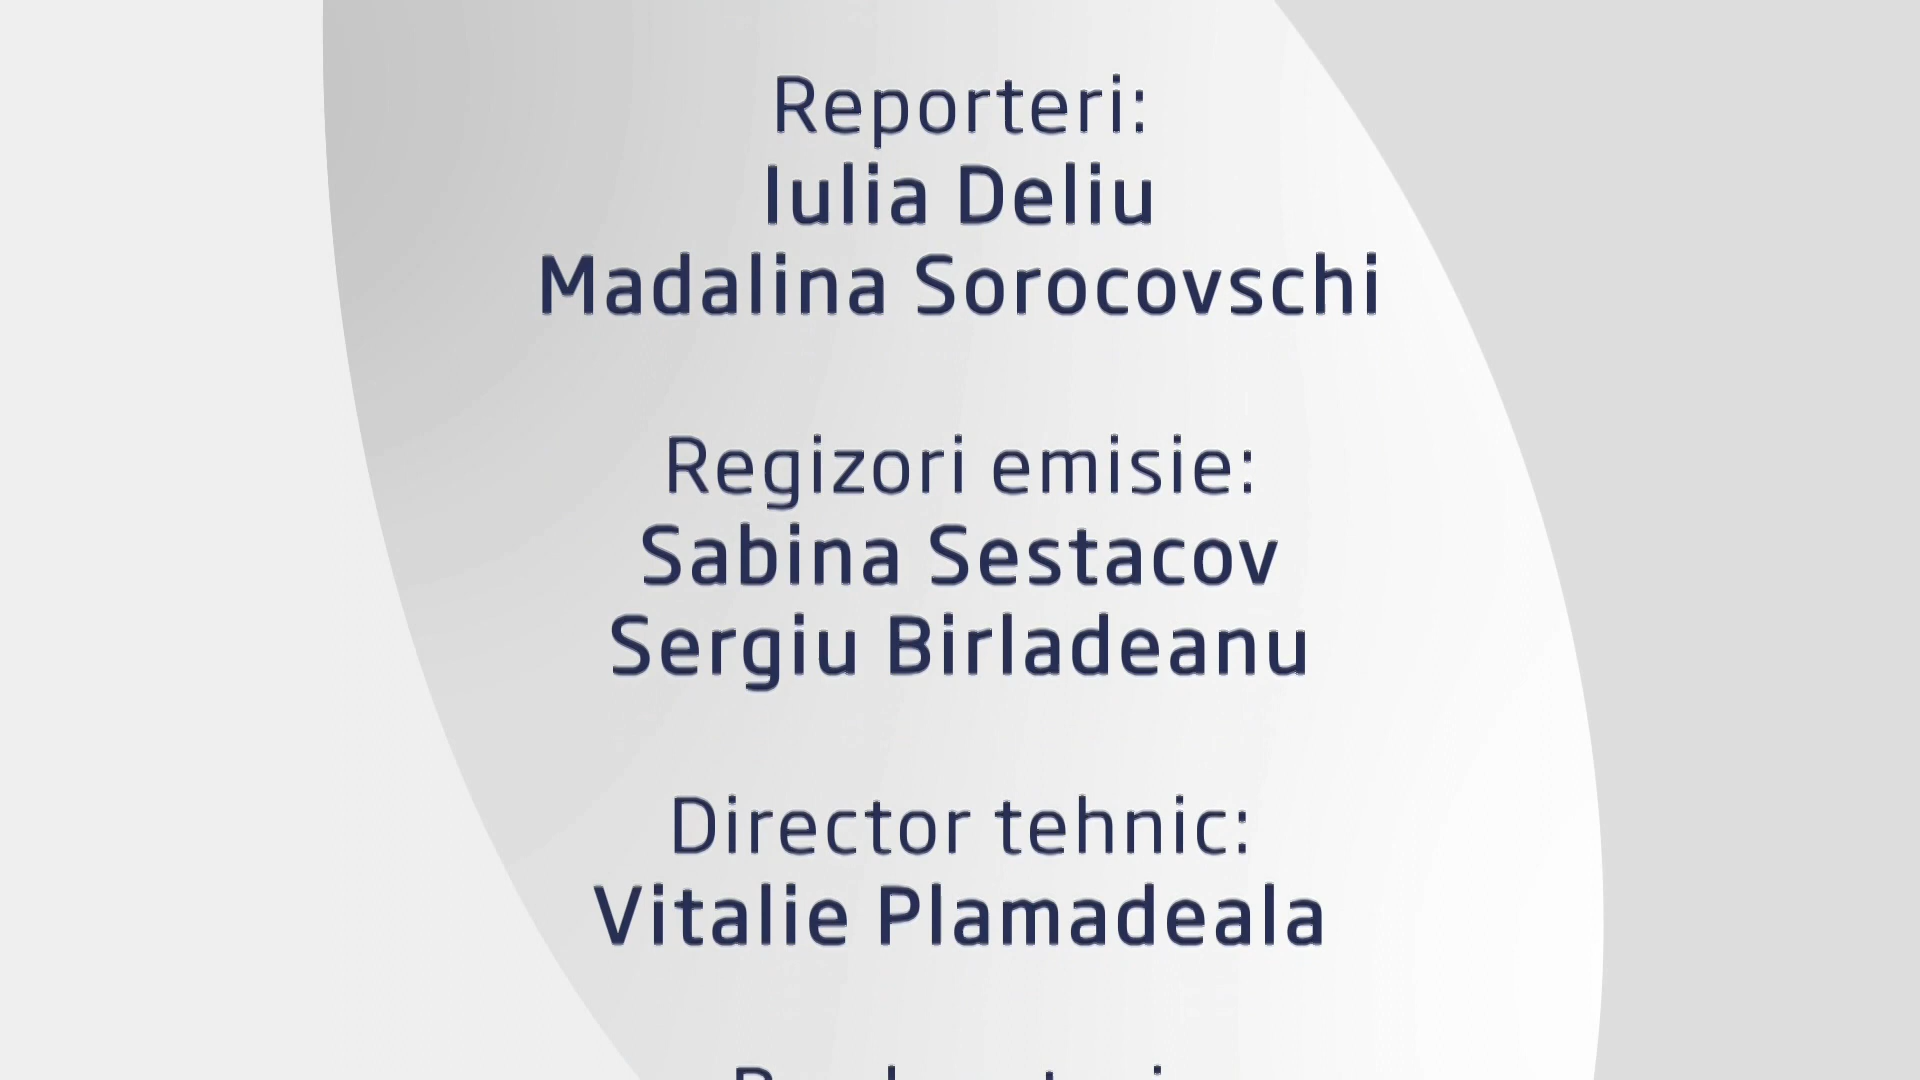 Reporteri:
Iulia Deliu
Madalina Sorocovschi
Regizori emisie:
Sabina Sestacov
Sergiu Birladeanu
Director tehnic:
Vitalie Plamadeala